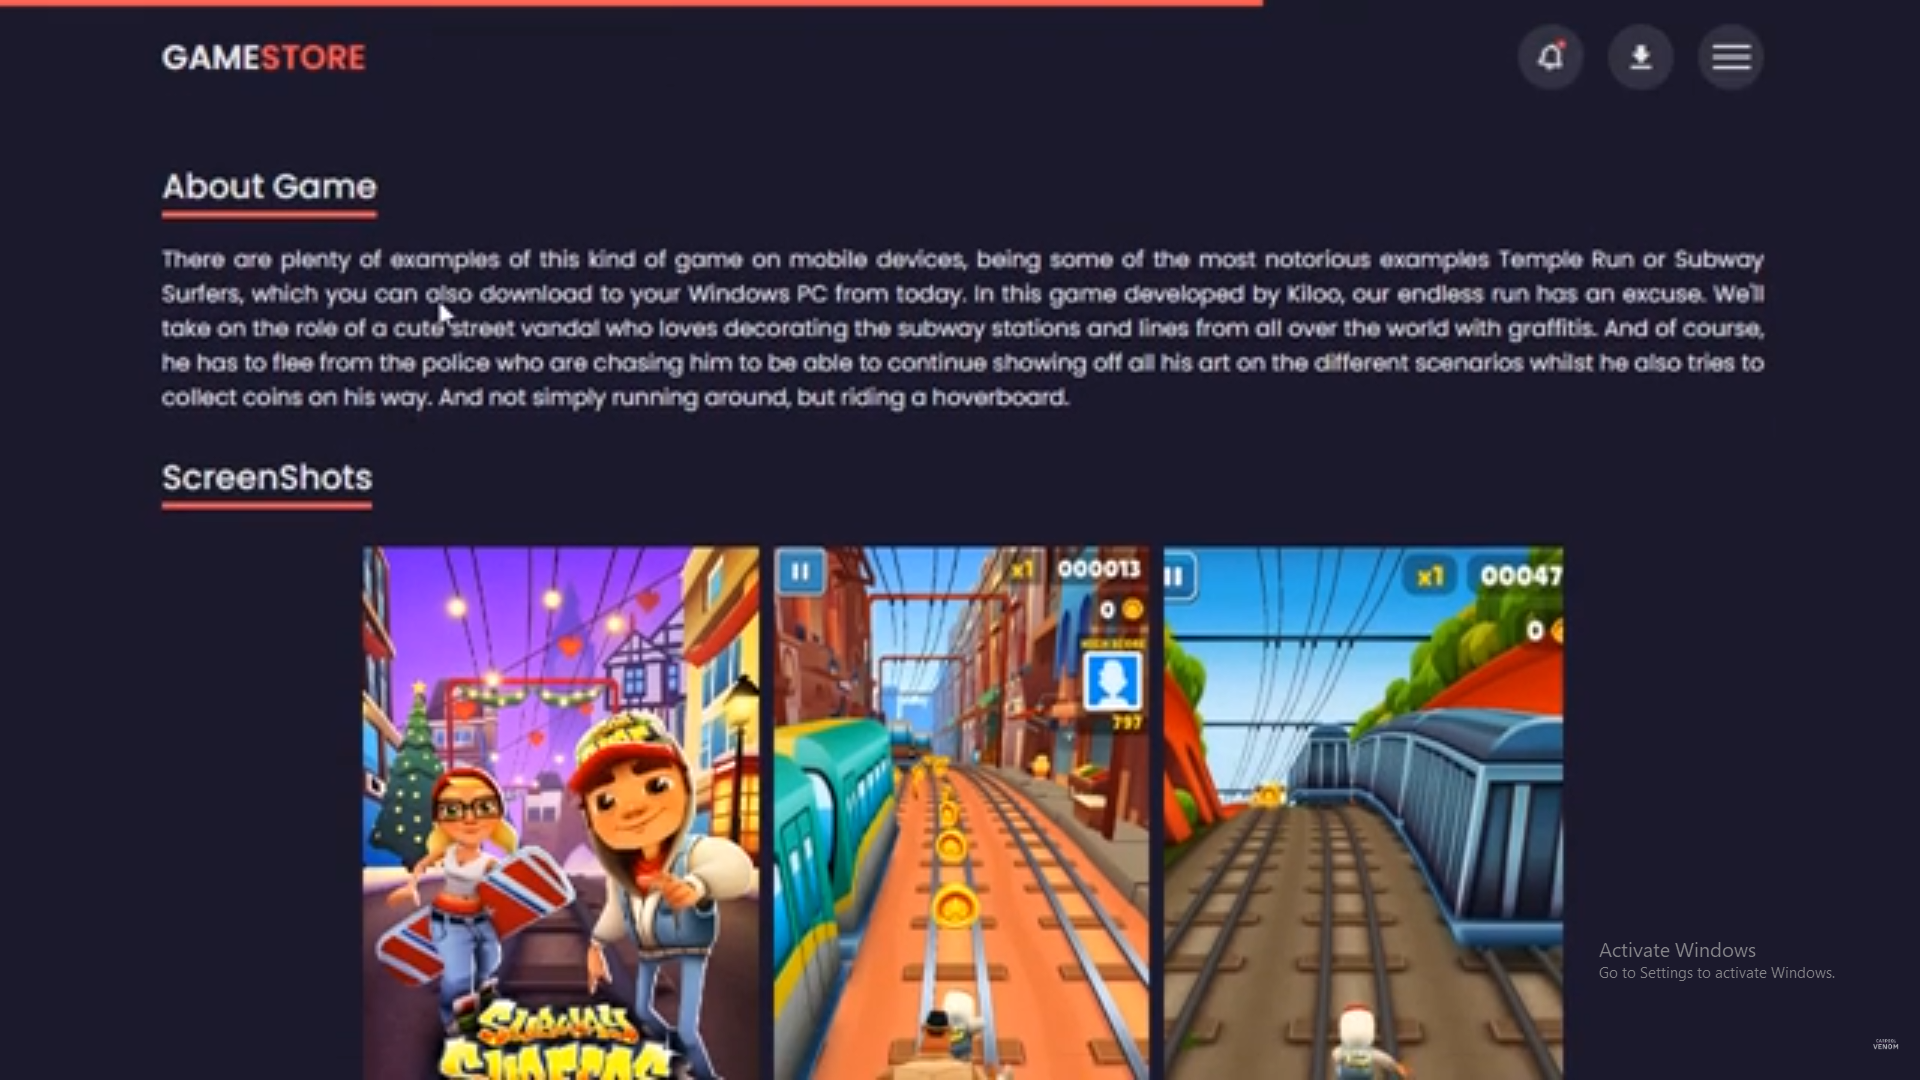 GAMESTORE
About Game
There are plenty of examples of this kind of game on mobile devices, being some of the most notorious examples Temple Run or Subway
Surfers, which you can also download to your Windows PC from today. In this game developed by Kiloo, our endless run has an excuse. We'll
take on the role of a cute street vandal who loves decorating the subway stations and lines from all over the world with graffitis. And of course,
he has to flee from the police who are chasing him to be able to continue showing off all his art on the different scenarios whilst he also tries to
collect coins on his way. And not simply running around, but riding a hoverboard.
ScreenShots
x1 000013
0
HIGH SCORE
797
x1 00047
0
SUBWAY
SURFERS
Activate Windows
Go to Settings to activate Windows.
VENOM